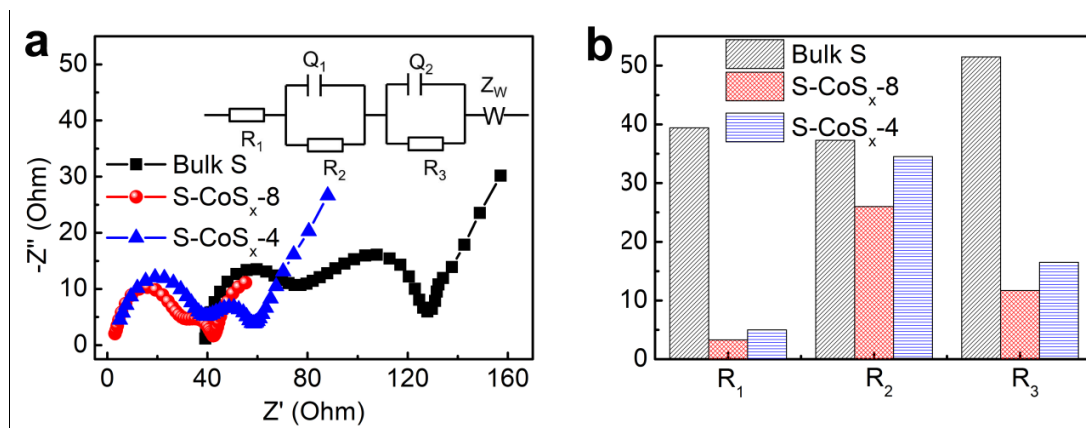 a
50
40
30
20
10
0
-Z'' (Ohm)
0
40
80
120
160
Z' (Ohm)
Q₁
Q₂
Z_W
R₁
R₂
R₃
Bulk S
S-CoSₓ-8
S-CoSₓ-4
b
50
40
30
20
10
0
Bulk S
S-CoSₓ-8
S-CoSₓ-4
R₁
R₂
R₃